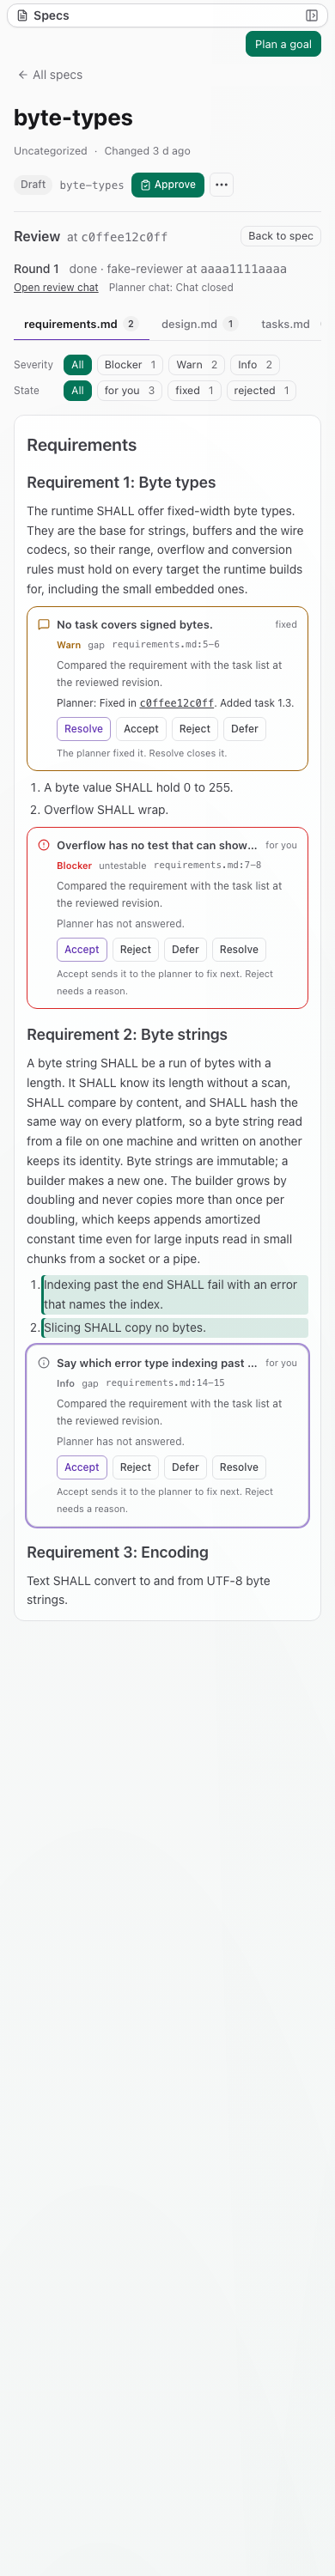 Specs
Plan a goal
All specs
byte-types
Uncategorized · Changed 3 d ago
Draft byte-types Approve
Review at c0ffee12c0ff Back to spec
Round 1 done · fake-reviewer at aaaa1111aaaa
Open review chat Planner chat: Chat closed
requirements.md 2 design.md 1 tasks.md
Severity All Blocker 1 Warn 2 Info 2
State All for you 3 fixed 1 rejected 1
Requirements
Requirement 1: Byte types
The runtime SHALL offer fixed-width byte types.
They are the base for strings, buffers and the wire
codecs, so their range, overflow and conversion
rules must hold on every target the runtime builds
for, including the small embedded ones.
No task covers signed bytes. fixed
Warn gap requirements.md:5-6
Compared the requirement with the task list at
the reviewed revision.
Planner: Fixed in c0ffee12c0ff. Added task 1.3.
Resolve Accept Reject Defer
The planner fixed it. Resolve closes it.
1. A byte value SHALL hold 0 to 255.
2. Overflow SHALL wrap.
Overflow has no test that can show... for you
Blocker untestable requirements.md:7-8
Compared the requirement with the task list at
the reviewed revision.
Planner has not answered.
Accept Reject Defer Resolve
Accept sends it to the planner to fix next. Reject
needs a reason.
Requirement 2: Byte strings
A byte string SHALL be a run of bytes with a
length. It SHALL know its length without a scan,
SHALL compare by content, and SHALL hash the
same way on every platform, so a byte string read
from a file on one machine and written on another
keeps its identity. Byte strings are immutable; a
builder makes a new one. The builder grows by
doubling and never copies more than once per
doubling, which keeps appends amortized
constant time even for large inputs read in small
chunks from a socket or a pipe.
1. Indexing past the end SHALL fail with an error
that names the index.
2. Slicing SHALL copy no bytes.
Say which error type indexing past ... for you
Info gap requirements.md:14-15
Compared the requirement with the task list at
the reviewed revision.
Planner has not answered.
Accept Reject Defer Resolve
Accept sends it to the planner to fix next. Reject
needs a reason.
Requirement 3: Encoding
Text SHALL convert to and from UTF-8 byte
strings.